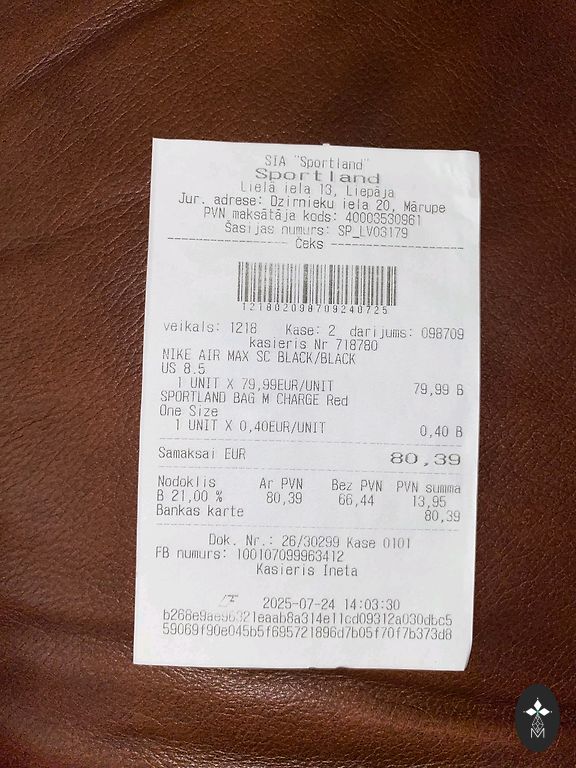 SIA "Sportland"
Sportland
Lielā iela 13, Liepāja
Jur. adrese: Dzirnieku iela 20, Mārupe
PVN maksātāja kods: 40003530961
Šasijas numurs: SP_LV03179
Čeks
121802098709240725
veikals: 1218 Kase: 2 darījums: 098709
kasieris Nr 718780
NIKE AIR MAX SC BLACK/BLACK
US 8.5
1 UNIT X 79,99EUR/UNIT 79,99 B
SPORTLAND BAG M CHARGE Red
One Size
1 UNIT X 0,40EUR/UNIT 0,40 B
Samaksai EUR 80,39
Nodoklis Ar PVN Bez PVN PVN summa
B 21,00 % 80,39 66,44 13,95
Bankas karte 80,39
Dok. Nr.: 26/30299 Kase 0101
FB numurs: 100107099963412
Kasieris Ineta
2025-07-24 14:03:30
59069f90e045b5f695721896d7b05f70f7b373d8
M